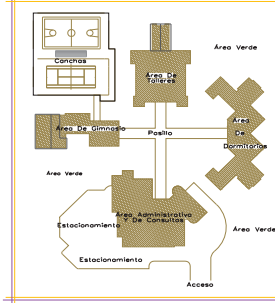 Área Verde
Canchas
Área De
Talleres
Área
De
Dormitorios
Área De Gimnasio
Pasillo
Área Verde
Área Administrativa
Y De Consultos
Estacionamiento
Área Verde
Estacionamiento
Acceso